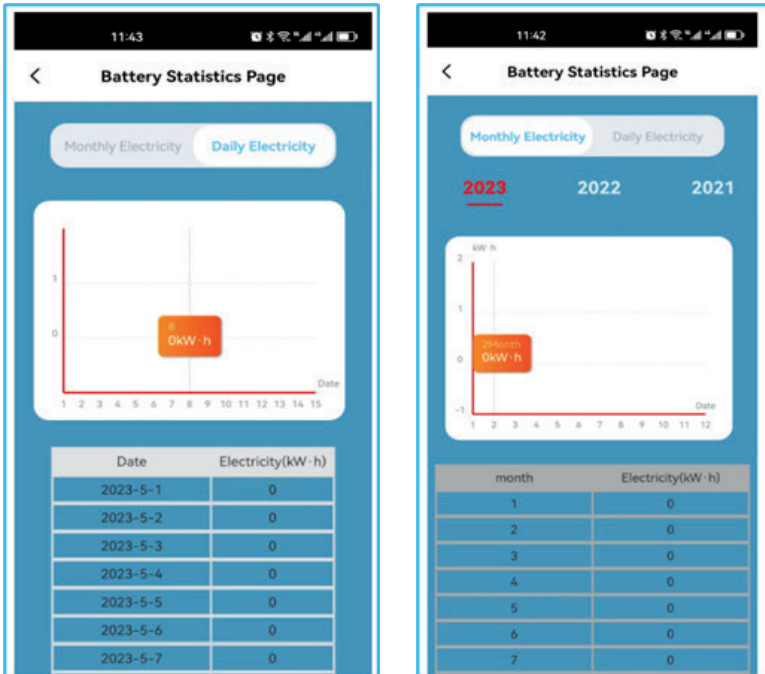 11:43
Battery Statistics Page
Monthly Electricity Daily Electricity
1
0
8
0kW·h
Date
1 2 3 4 5 6 7 8 9 10 11 12 13 14 15
Date Electricity(kW·h)
2023-5-1 0
2023-5-2 0
2023-5-3 0
2023-5-4 0
2023-5-5 0
2023-5-6 0
2023-5-7 0
11:42
Battery Statistics Page
Monthly Electricity Daily Electricity
2023 2022 2021
kW·h
2
1
2Month
0kW·h
0
Date
-1
1 2 3 4 5 6 7 8 9 10 11 12
month Electricity(kW·h)
1 0
2 0
3 0
4 0
5 0
6 0
7 0